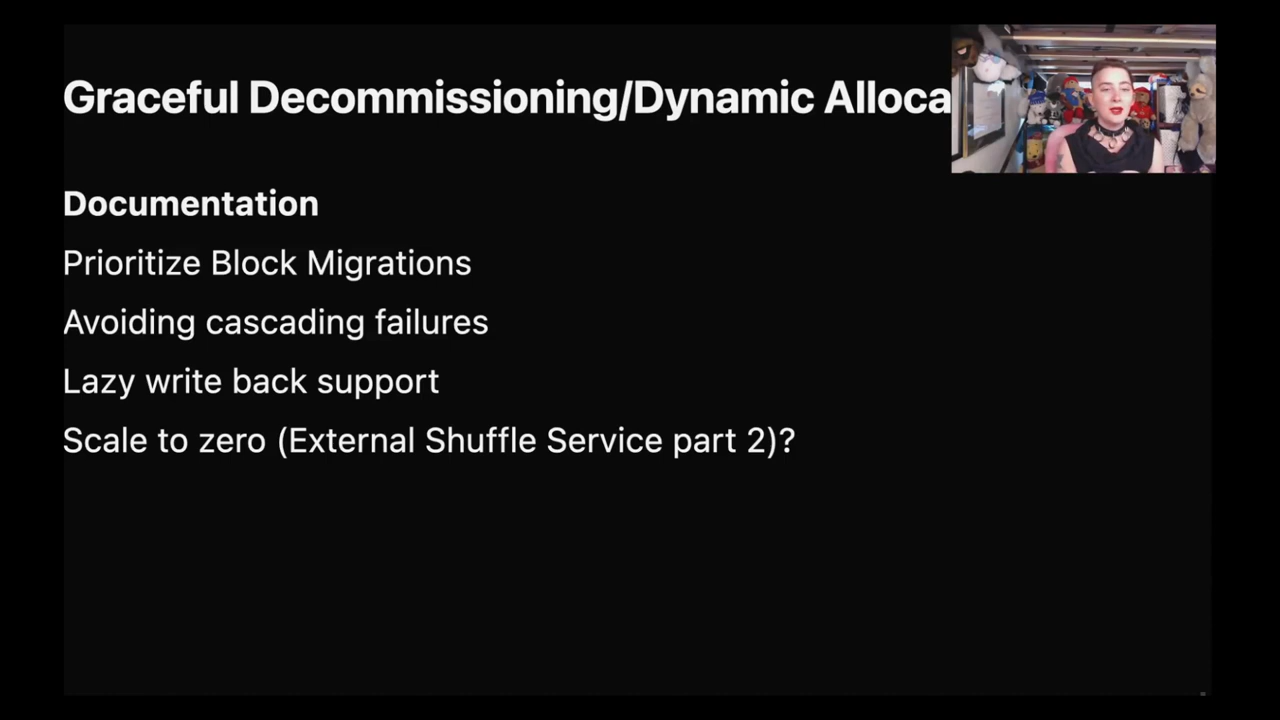 Graceful Decommissioning/Dynamic Alloca
Documentation
Prioritize Block Migrations
Avoiding cascading failures
Lazy write back support
Scale to zero (External Shuffle Service part 2)?